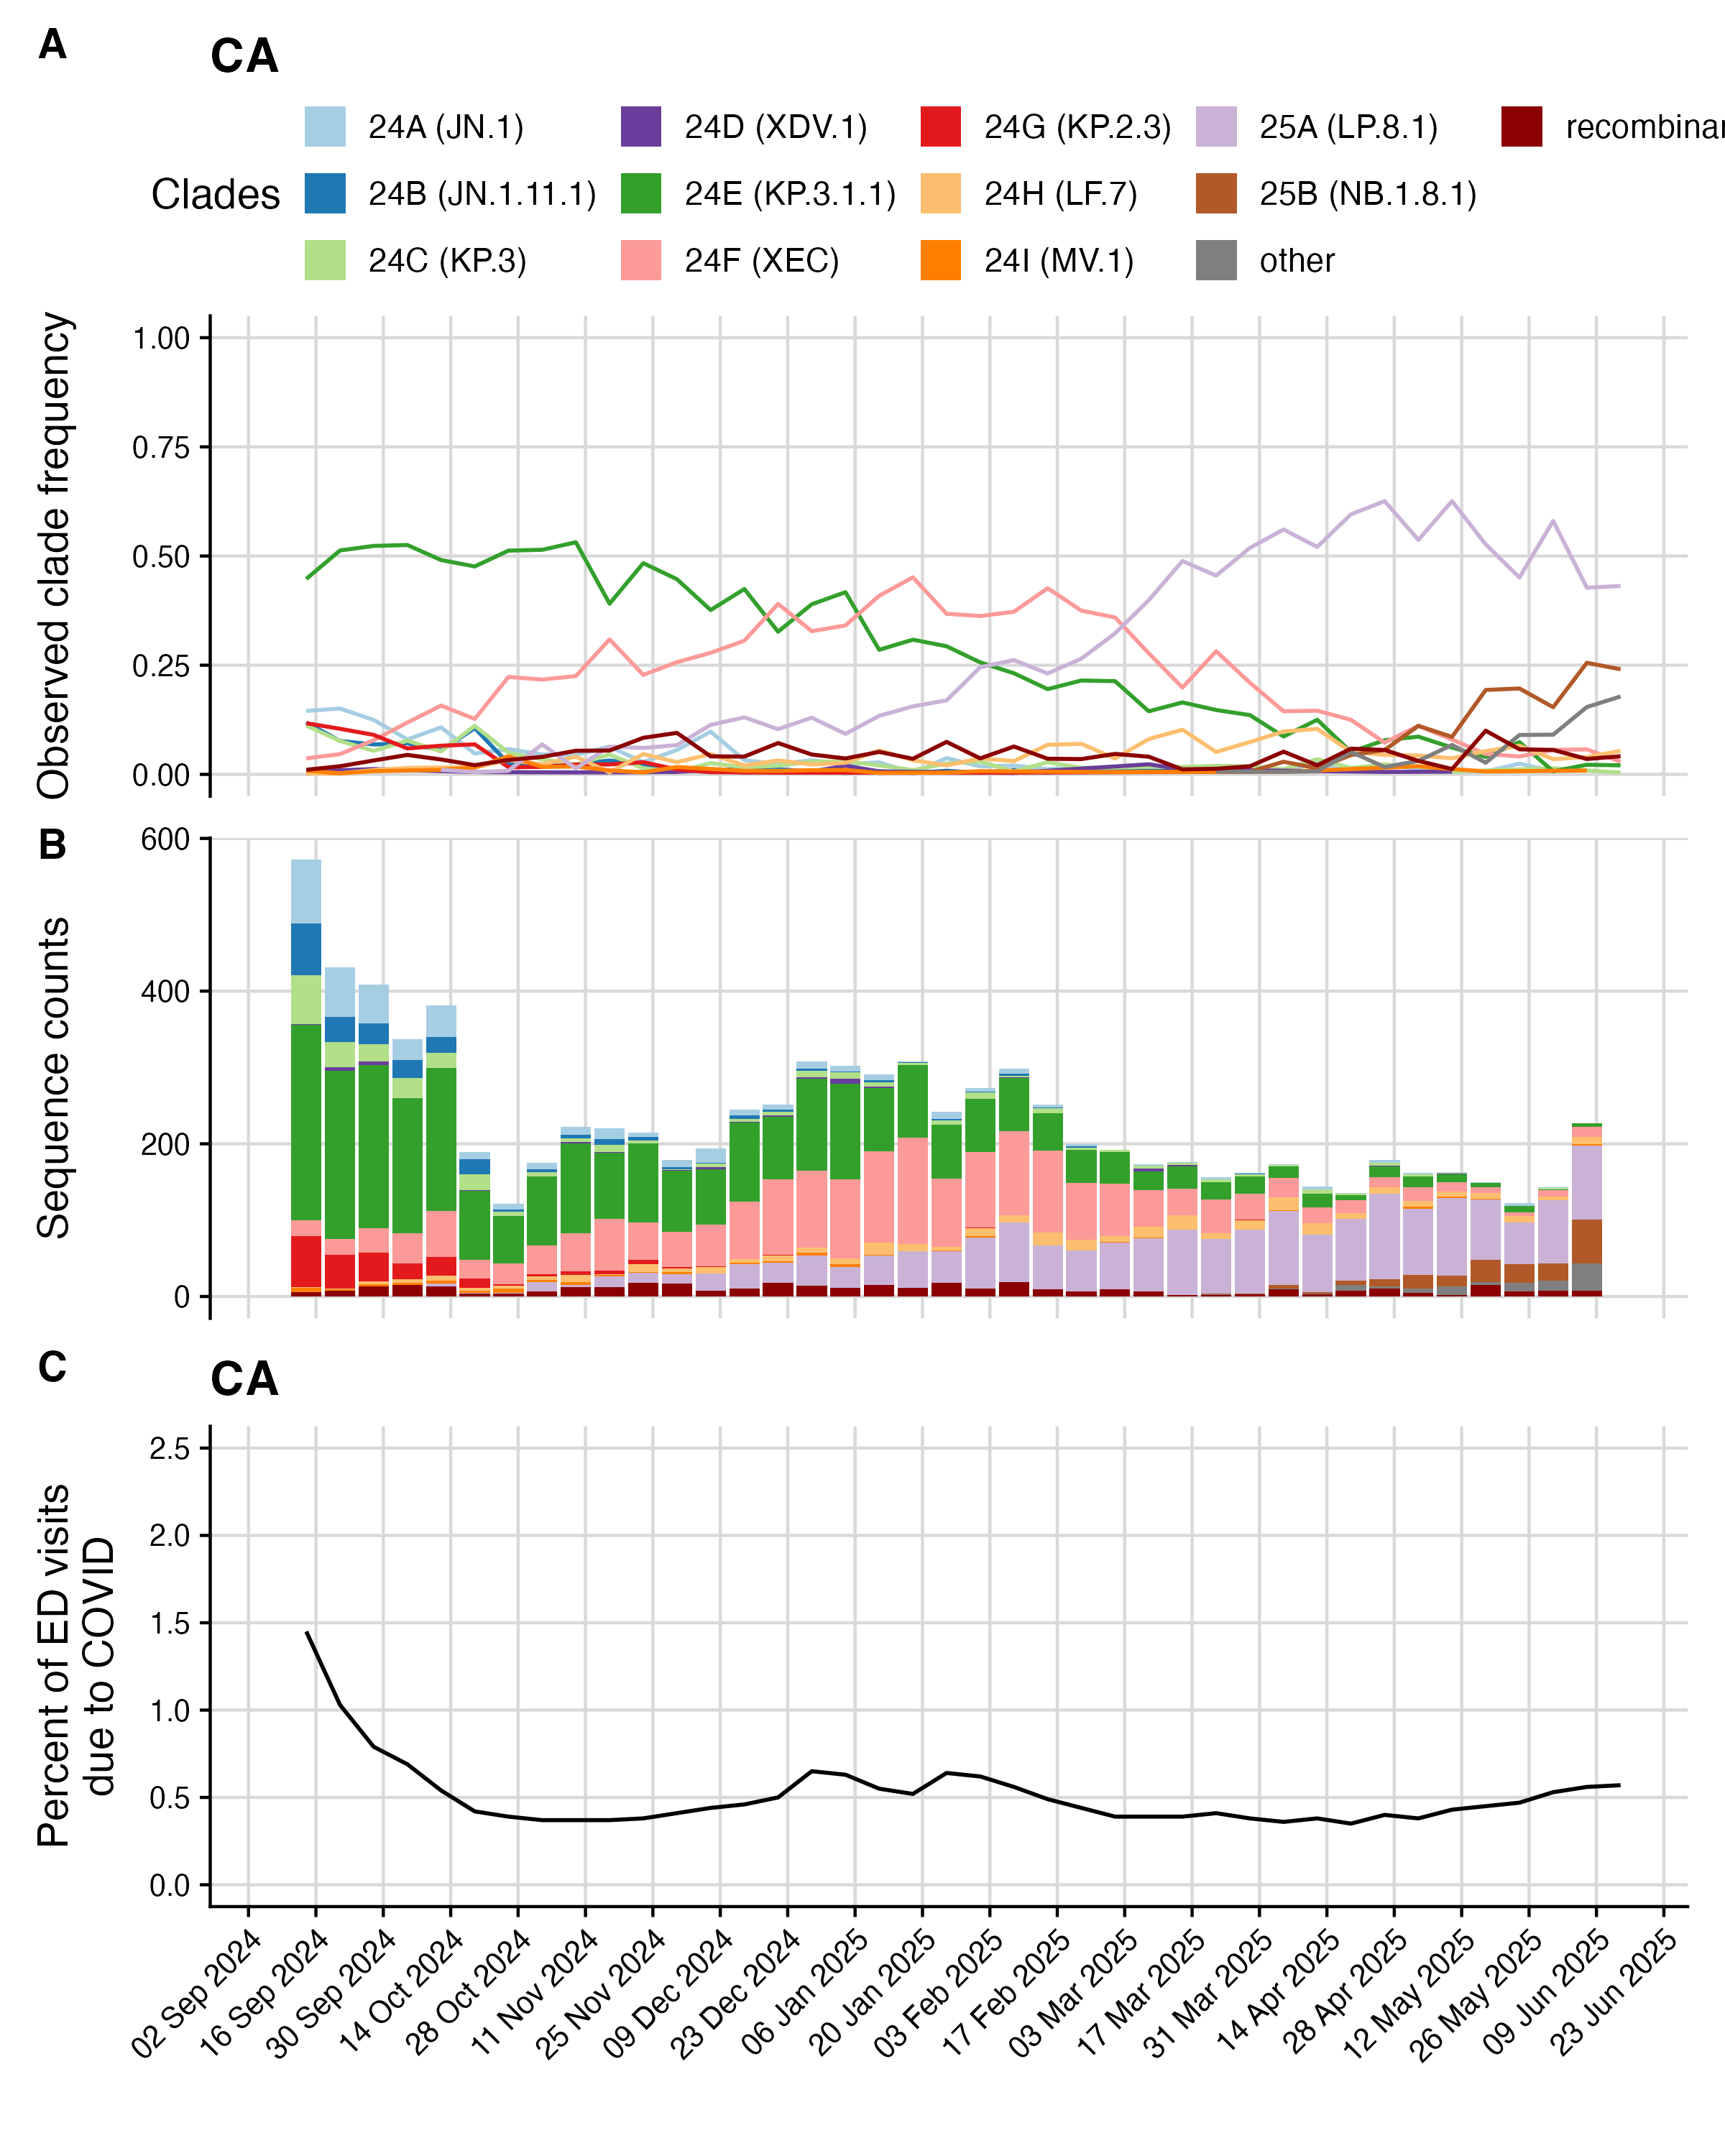 A
CA
Clades
24A (JN.1)
24D (XDV.1)
24G (KP.2.3)
25A (LP.8.1)
24B (JN.1.11.1)
24E (KP.3.1.1)
24H (LF.7)
25B (NB.1.8.1)
24C (KP.3)
24F (XEC)
24I (MV.1)
other
Observed clade frequency
1.00
0.75
0.50
0.25
0.00
B
Sequence counts
600
400
200
0
C
CA
Percent of ED visits
due to COVID
2.5
2.0
1.5
1.0
0.5
0.0
02 Sep 2024
16 Sep 2024
30 Sep 2024
14 Oct 2024
28 Oct 2024
11 Nov 2024
25 Nov 2024
09 Dec 2024
23 Dec 2024
06 Jan 2025
20 Jan 2025
03 Feb 2025
17 Feb 2025
03 Mar 2025
17 Mar 2025
31 Mar 2025
14 Apr 2025
28 Apr 2025
12 May 2025
26 May 2025
09 Jun 2025
23 Jun 2025